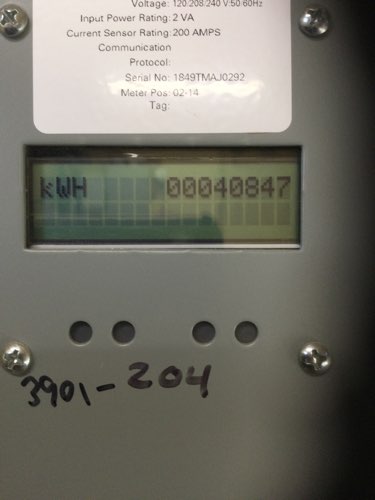 Voltage: 120:208:240 V:50:60Hz
Input Power Rating: 2 VA
Current Sensor Rating: 200 AMPS
Communication
Protocol:
Serial No: 1849TMAJ0292
Meter Pos: 02-14
Tag:
kWH 00040847
3901-204